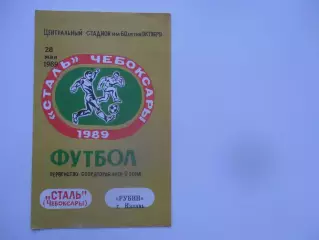 ЦЕНТРАЛЬНЫЙ СТАДИОН
28
мая
«СТАЛЬ» ЧЕБОКСАРЫ
1989
ФУТБОЛ
„СТАЛЬ"
(ЧЕБОКСАРЫ)
«РУБИН»
г. Казань